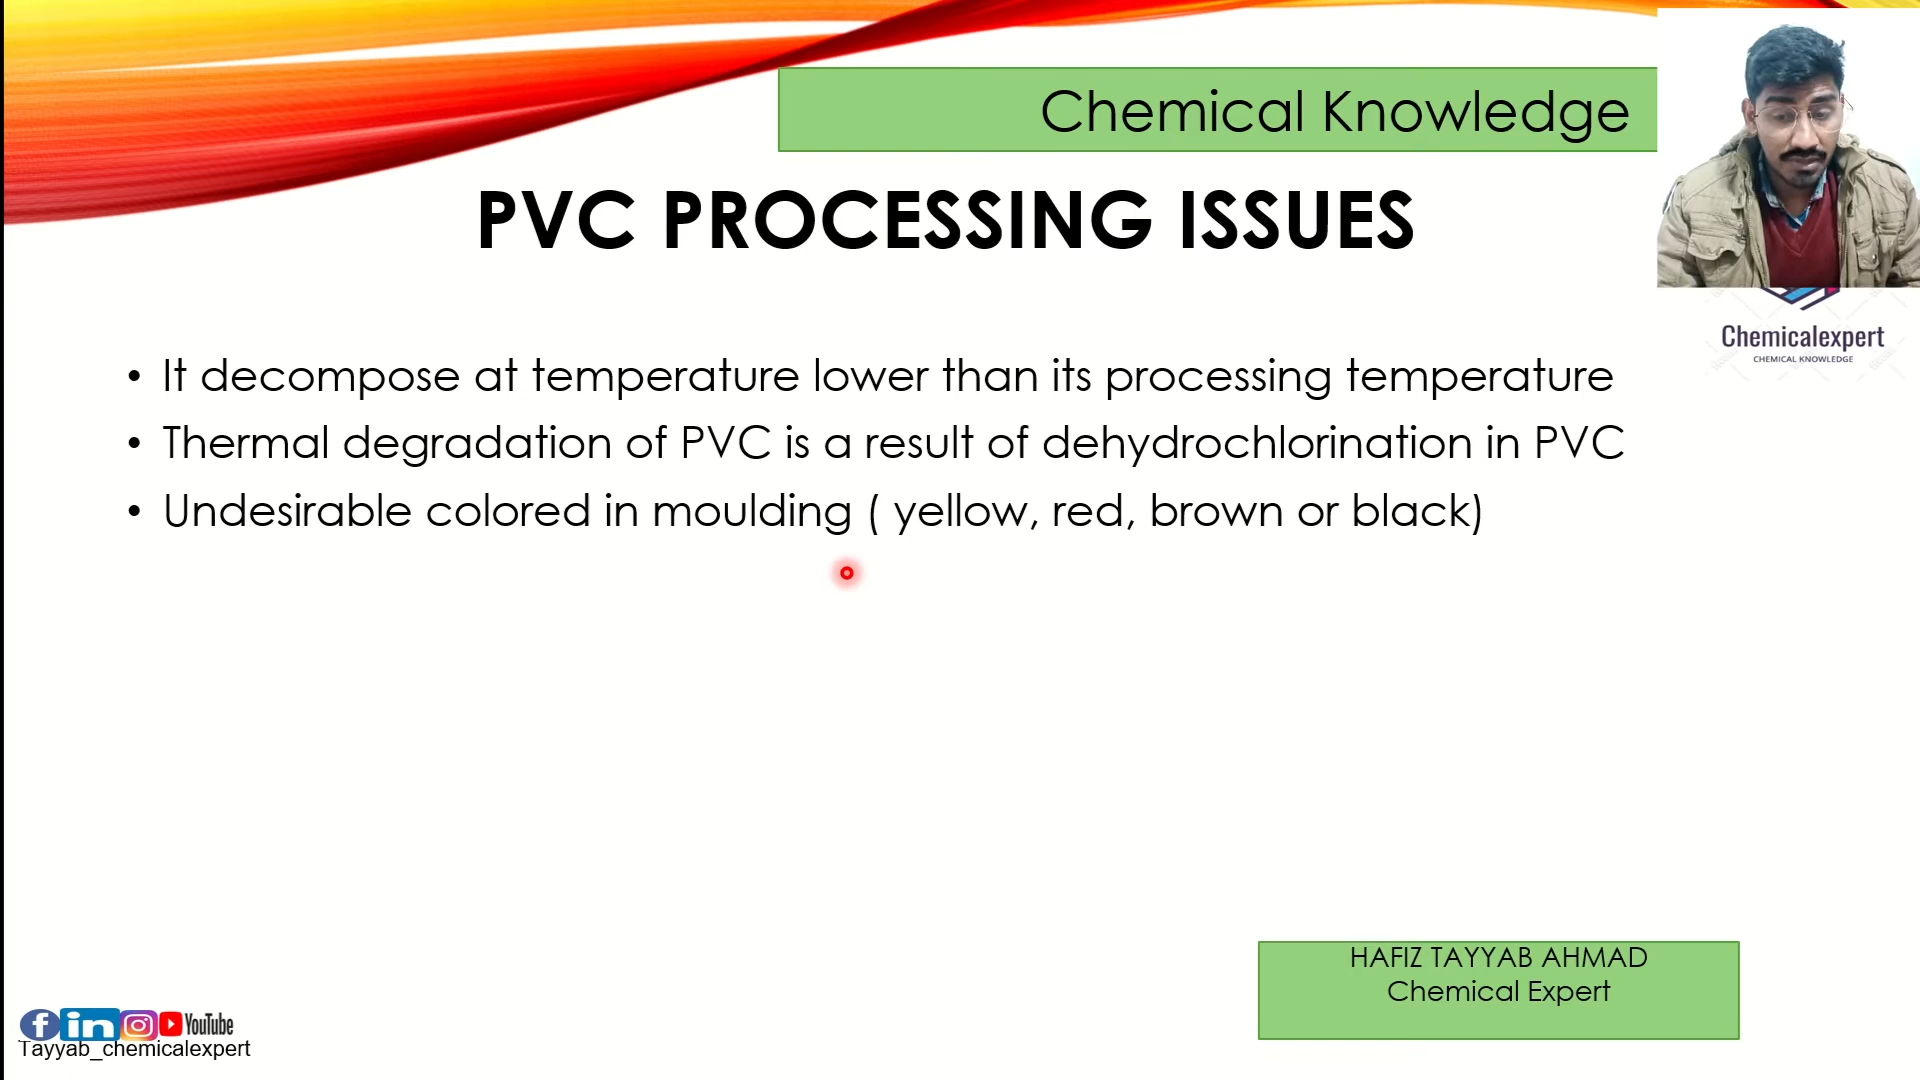 Chemical Knowledge
PVC PROCESSING ISSUES
Chemicalexpert
CHEMICAL KNOWLEDGE
• It decompose at temperature lower than its processing temperature
• Thermal degradation of PVC is a result of dehydrochlorination in PVC
• Undesirable colored in moulding ( yellow, red, brown or black)
HAFIZ TAYYAB AHMAD
Chemical Expert
f in YouTube
Tayyab_chemicalexpert